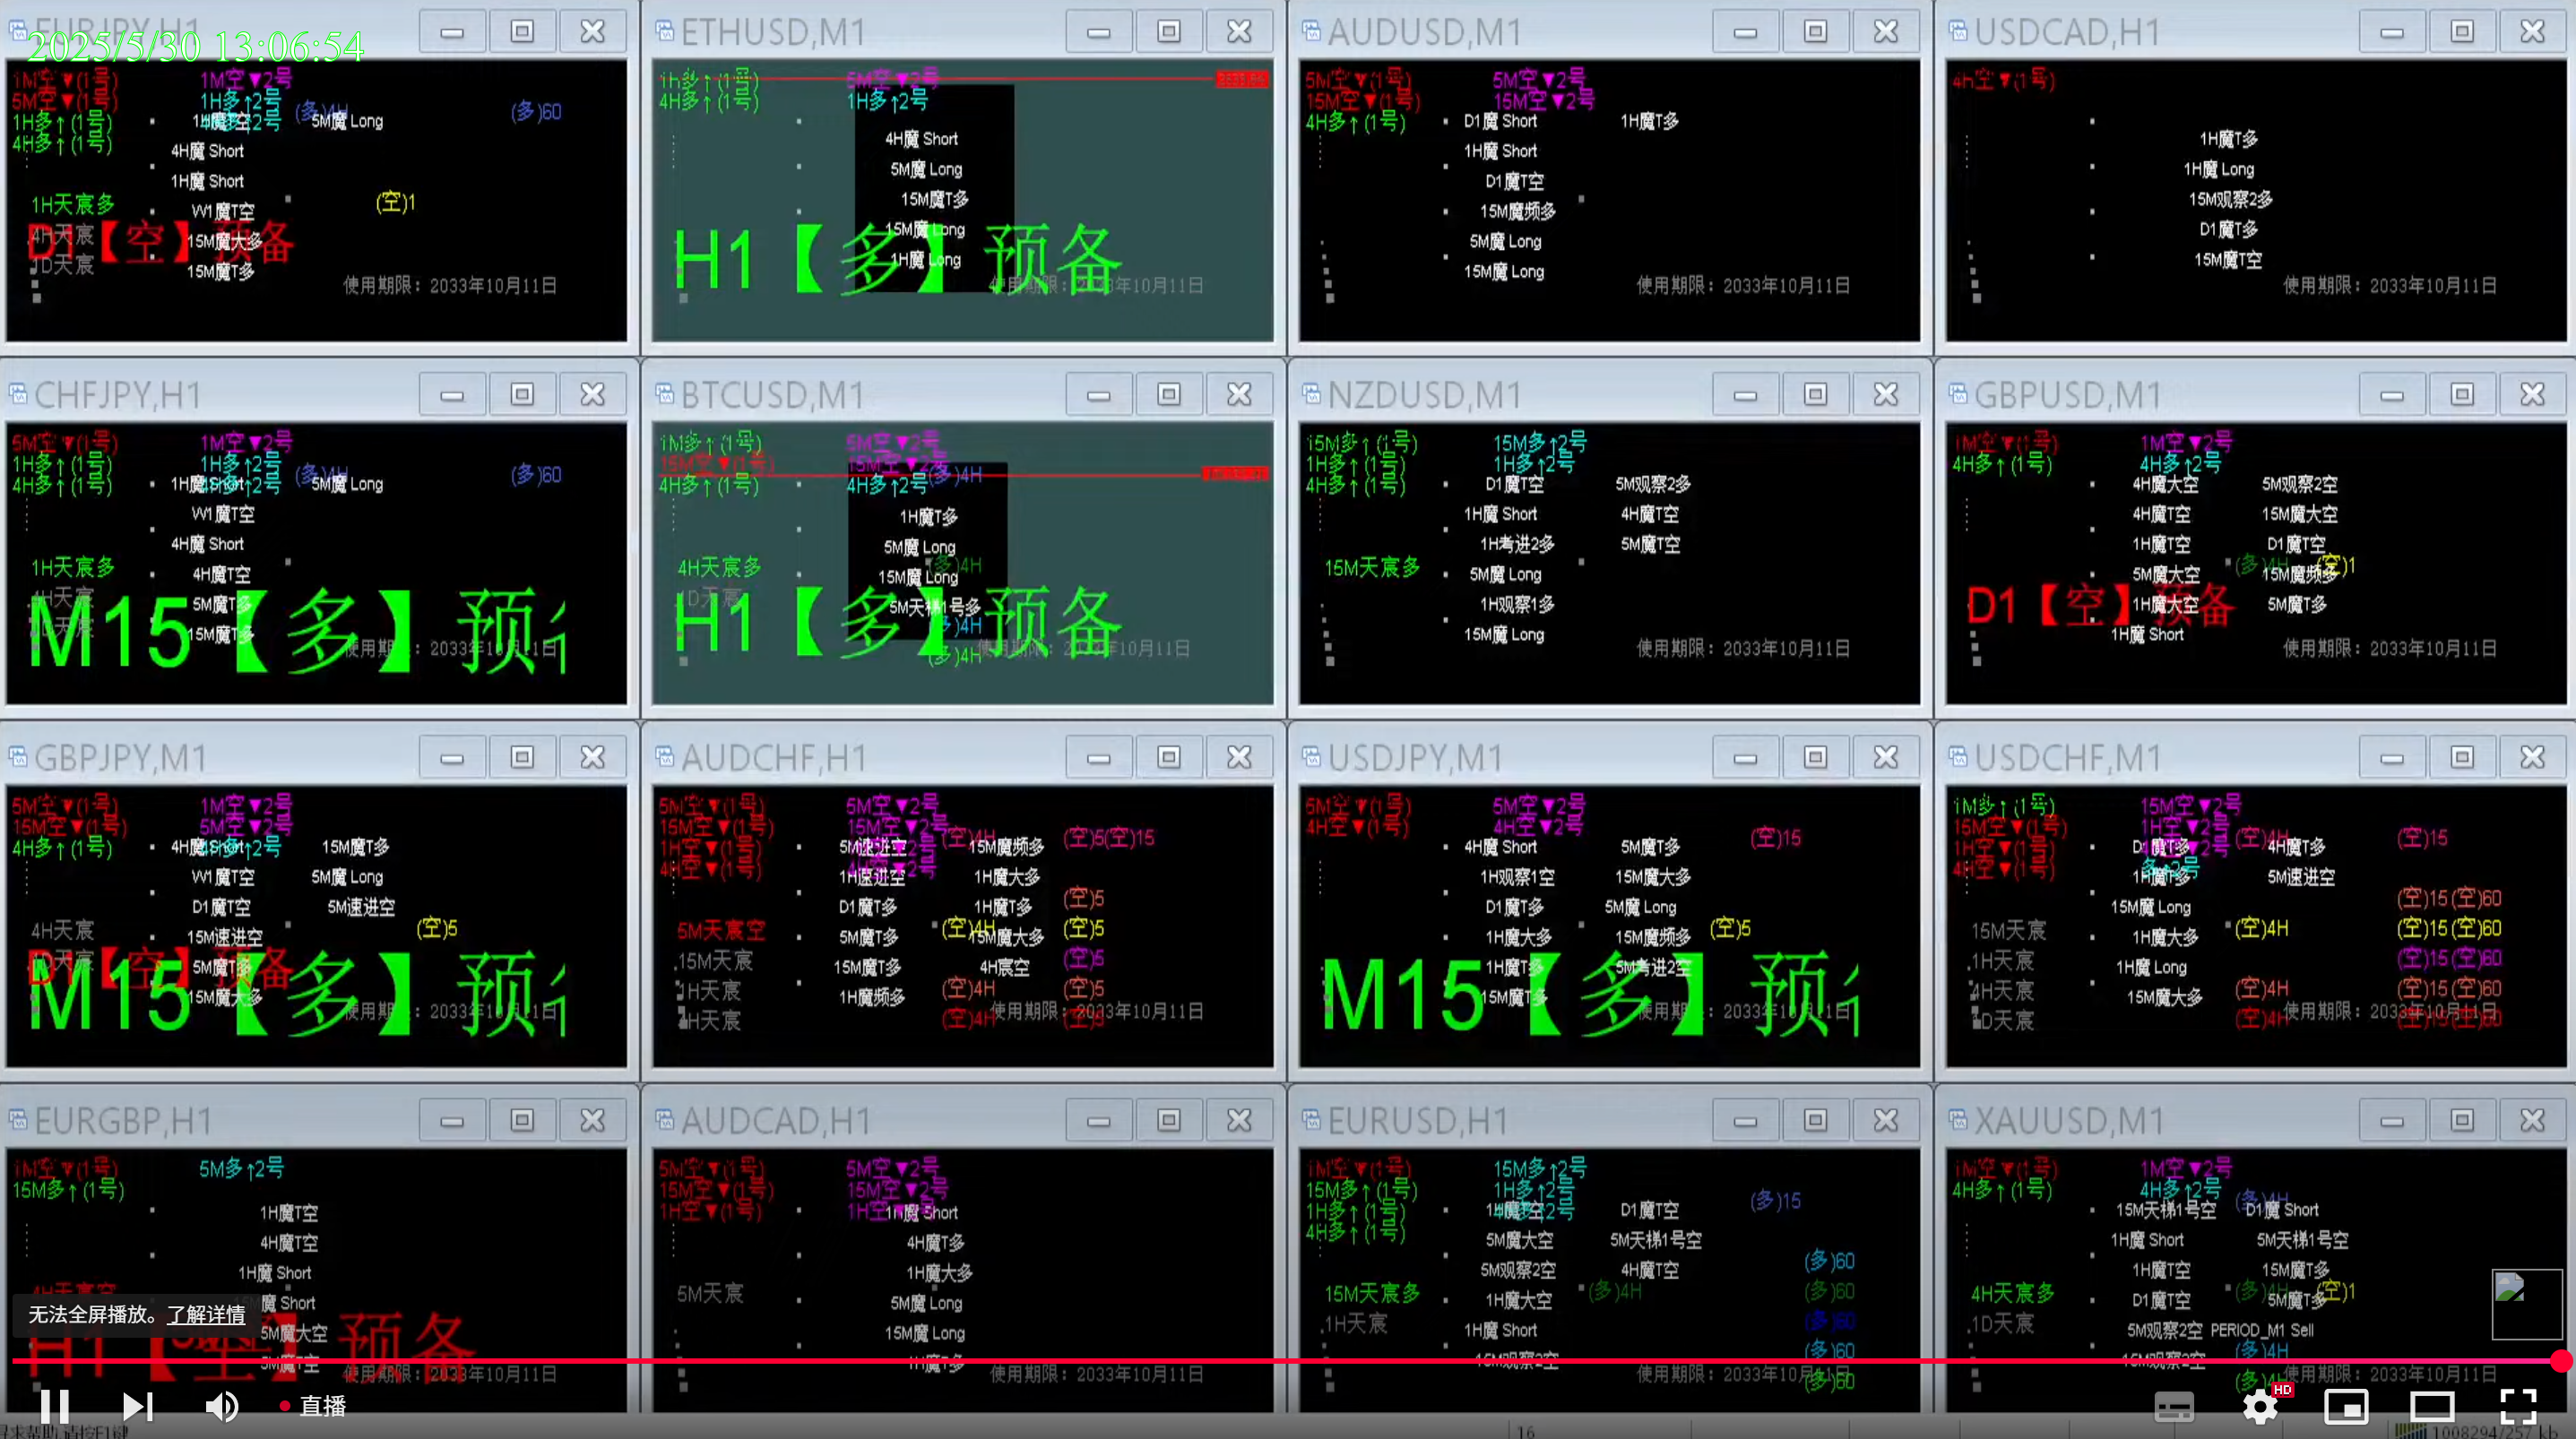 2025/5/30 13:06:54
EURJPY,H1
1M空▼(1号)
1M空▼2号
5M空▼(1号)
1H多↑2号
(多)4H
(多)60
1H多↑(1号)
5M魔 Long
4H多↑(1号)
4H魔 Short
1H魔 Short
1H天宸多
W1魔T空
(空)1
4H天宸
D1【空】预备
15M魔大多
1D天宸
15M魔T多
使用期限：2033年10月11日
ETHUSD,M1
1h多↑(1号)
5M空▼2号
4H多↑(1号)
1H多↑2号
4H魔 Short
5M魔 Long
15M魔T多
15M魔 Long
H1【多】预备
1H魔 Long
使用期限：2033年10月11日
AUDUSD,M1
5M空▼(1号)
5M空▼2号
15M空▼(1号)
15M空▼2号
4H多↑(1号)
D1魔 Short
1H魔T多
1H魔 Short
D1魔T空
15M魔频多
5M魔 Long
15M魔 Long
使用期限：2033年10月11日
USDCAD,H1
4h空▼(1号)
1H魔T多
1H魔 Long
15M观察2多
D1魔T多
15M魔T空
使用期限：2033年10月11日
CHFJPY,H1
5M空▼(1号)
1M空▼2号
1H多↑(1号)
1H多↑2号
(多)4H
(多)60
4H多↑(1号)
1H魔 Short
4H多↑2号
5M魔 Long
W1魔T空
4H魔 Short
1H天宸多
4H魔T空
4H天宸
5M魔T多
1D天宸
M15【多】预
15M魔T多
使用期限：2033年10月11日
BTCUSD,M1
1M多↑(1号)
5M空▼2号
15M空▼(1号)
15M空▼2号
(多)4H
4H多↑(1号)
4H多↑2号
1H魔T多
5M魔 Long
4H天宸多
(多)4H
15M魔 Long
1D天宸
5M天梯1号多
H1【多】预备
(多)4H
使用期限：2033年10月11日
(多)4H
NZDUSD,M1
15M多↑(1号)
15M多↑2号
1H多↑(1号)
1H多↑2号
4H多↑(1号)
D1魔T空
5M观察2多
1H魔 Short
4H魔T空
1H考进2多
5M魔T空
15M天宸多
5M魔 Long
1H观察1多
15M魔 Long
使用期限：2033年10月11日
GBPUSD,M1
1M空▼(1号)
1M空▼2号
4H多↑(1号)
4H多↑2号
4H魔大空
5M观察2空
4H魔T空
15M魔大空
1H魔T空
D1魔T空
(多)4H
(空)1
5M魔大空
15M魔频多
D1【空】预备
1H魔大空
5M魔T多
1H魔 Short
使用期限：2033年10月11日
GBPJPY,M1
5M空▼(1号)
1M空▼2号
15M空▼(1号)
5M空▼2号
4H多↑(1号)
4H魔 Short
4H多↑2号
15M魔T多
W1魔T空
5M魔 Long
D1魔T空
5M速进空
4H天宸
15M速进空
(空)5
1D天宸
D1【空】预备
5M魔T多
M15【多】预
15M魔大多
使用期限：2033年10月11日
AUDCHF,H1
5M空▼(1号)
5M空▼2号
15M空▼(1号)
15M空▼2号
(空)4H
(空)5(空)15
1H空▼(1号)
5M速进空
15M魔频多
4H空▼(1号)
1H速进空
1H魔大多
(空)5
D1魔T多
1H魔T多
5M天宸空
5M魔T多
(空)4H
15M魔大多
(空)5
15M天宸
15M魔T多
4H宸空
(空)5
1H天宸
1H魔频多
(空)4H
(空)5
4H天宸
(空)4H
使用期限：2033年10月11日
USDJPY,M1
5M空▼(1号)
5M空▼2号
4H空▼(1号)
4H空▼2号
(空)15
4H魔 Short
5M魔T多
1H观察1空
15M魔大多
D1魔T多
5M魔 Long
1H魔大多
15M魔频多
(空)5
1H魔T多
5M考进2空
M15【多】预
15M魔T多
使用期限：2033年10月11日
USDCHF,M1
1M多↑(1号)
15M空▼2号
15M空▼(1号)
1H空▼2号
(空)4H
(空)15
1H空▼(1号)
D1魔T多
4H魔T多
4H空▼(1号)
1H魔T多
5M速进空
15M魔 Long
(空)15(空)60
15M天宸
1H魔大多
(空)4H
(空)15(空)60
1H天宸
1H魔 Long
(空)15(空)60
4H天宸
15M魔大多
(空)4H
(空)15(空)60
1D天宸
(空)4H
(空)15(空)60
使用期限：2033年10月11日
EURGBP,H1
1M空▼(1号)
5M多↑2号
15M多↑(1号)
1H魔T空
4H魔T空
1H魔 Short
4H天宸空
魔 Short
5M魔大空
H1【空】预备
5M魔T空
使用期限：2033年10月11日
AUDCAD,H1
5M空▼(1号)
5M空▼2号
15M空▼(1号)
15M空▼2号
1H空▼(1号)
1H空▼
1H魔 Short
4H魔T多
1H魔大多
5M天宸
5M魔 Long
15M魔 Long
1H魔T多
使用期限：2033年10月11日
EURUSD,H1
1M空▼(1号)
15M多↑2号
15M多↑(1号)
1H多↑2号
(多)15
1H多↑(1号)
D1魔T空
4H多↑(1号)
5M魔大空
5M天梯1号空
5M观察2空
4H魔T空
(多)60
15M天宸多
1H魔大空
(多)4H
(多)60
1H天宸
1H魔 Short
(多)60
15M观察2空
(多)60
使用期限：2033年10月11日
(多)60
XAUUSD,M1
1M空▼(1号)
1M空▼2号
4H多↑(1号)
4H多↑2号
(多)4H
15M天梯1号空
D1魔 Short
1H魔 Short
5M天梯1号空
1H魔T空
15M魔T多
4H天宸多
D1魔T空
(多)4H
5M魔T多
(空)1
1D天宸
5M观察2空
PERIOD_M1 Sell
15M观察2空
(多)4H
使用期限：2033年10月11日
无法全屏播放。了解详情
直播
HD
16
1008294/257 kb